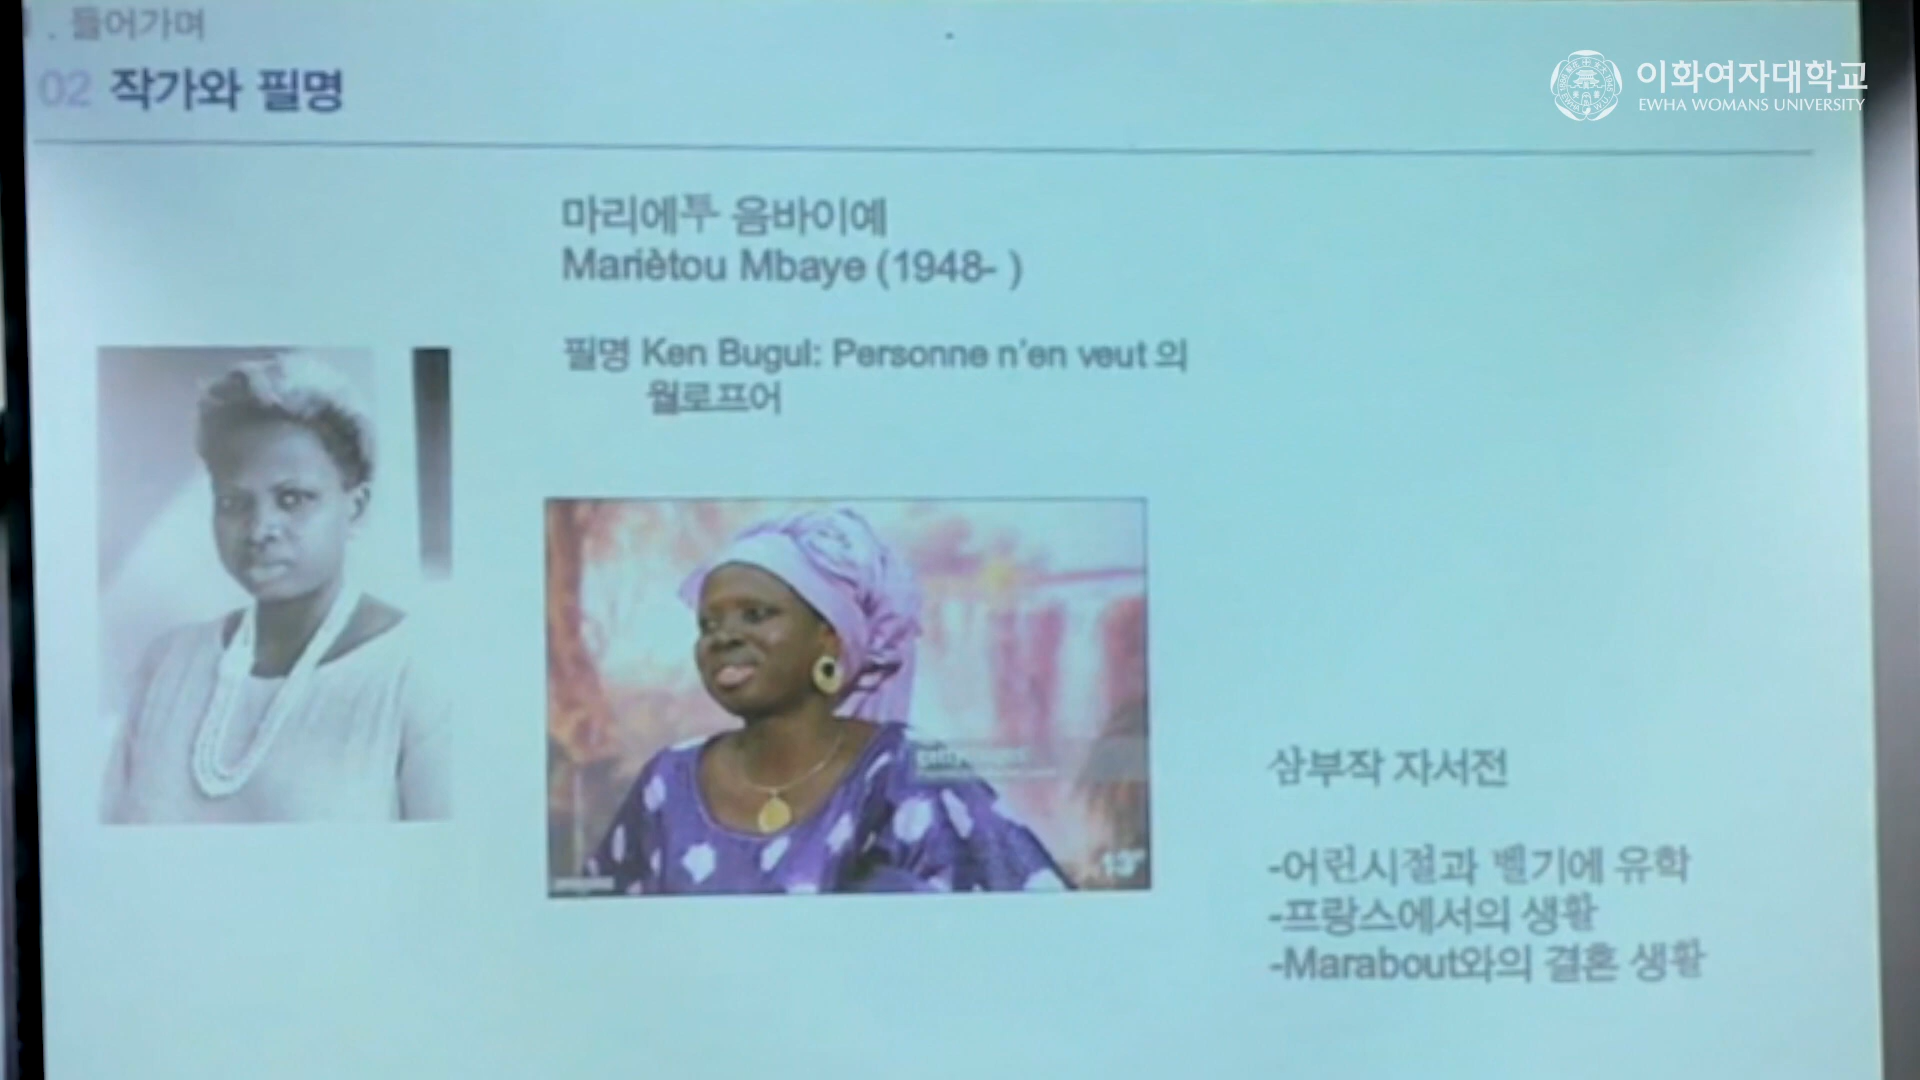 . 들어가며
02 작가와 필명
이화여자대학교
EWHA WOMANS UNIVERSITY
마리에투 음바이예
Mariètou Mbaye (1948- )
필명 Ken Bugul: Personne n'en veut 의
월로프어
삼부작 자서전
-어린시절과 벨기에 유학
-프랑스에서의 생활
-Marabout와의 결혼 생활